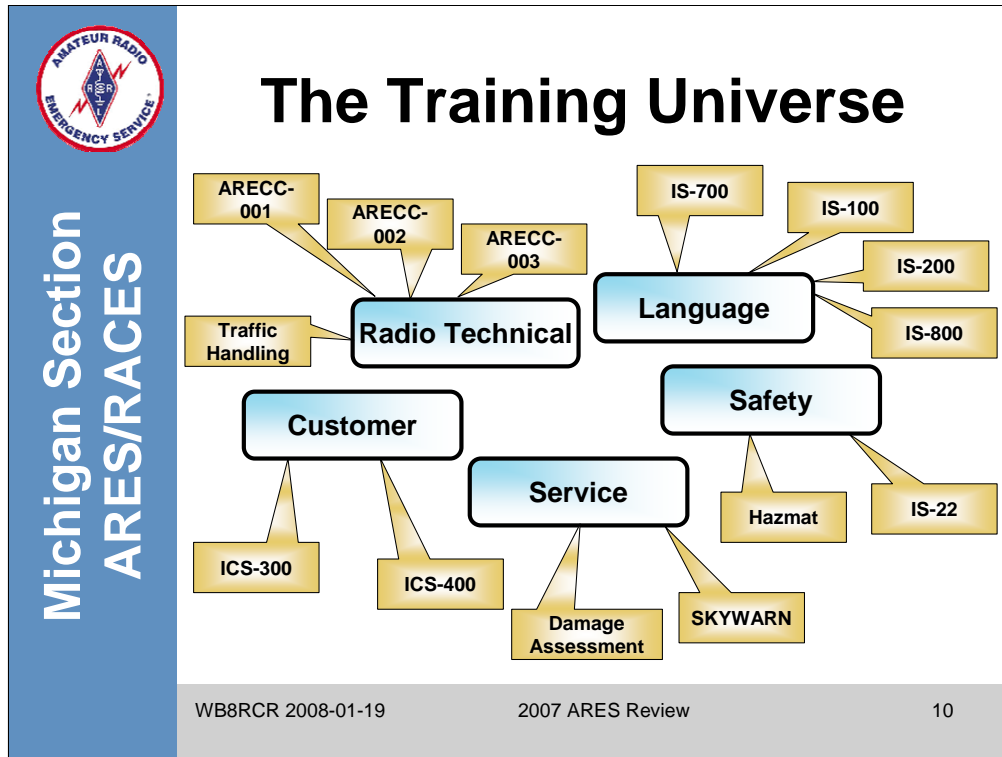 AMATEUR RADIO
EMERGENCY SERVICE
A
R R
L
Michigan Section
ARES/RACES
The Training Universe
ARECC-
001
ARECC-
002
ARECC-
003
Traffic
Handling
Radio Technical
IS-700
IS-100
IS-200
IS-800
Language
Customer
ICS-300
ICS-400
Service
Damage
Assessment
SKYWARN
Safety
Hazmat
IS-22
WB8RCR 2008-01-19
2007 ARES Review
10